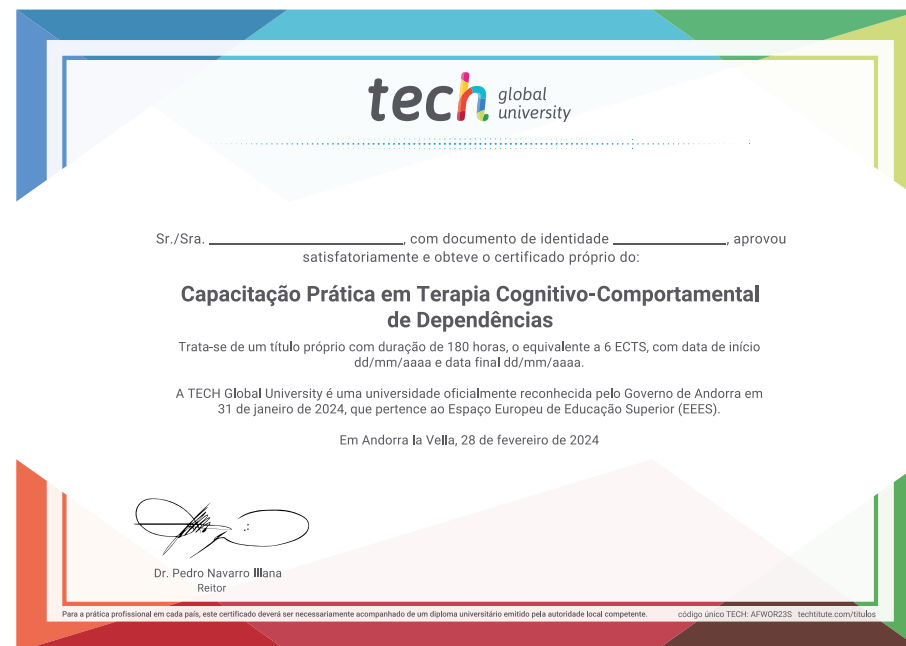 tech global university
Sr./Sra. ____________________, com documento de identidade ____________, aprovou
satisfatoriamente e obteve o certificado próprio do:
Capacitação Prática em Terapia Cognitivo-Comportamental
de Dependências
Trata-se de um título próprio com duração de 180 horas, o equivalente a 6 ECTS, com data de início
dd/mm/aaaa e data final dd/mm/aaaa.
A TECH Global University é uma universidade oficialmente reconhecida pelo Governo de Andorra em
31 de janeiro de 2024, que pertence ao Espaço Europeu de Educação Superior (EEES).
Em Andorra la Vella, 28 de fevereiro de 2024
Dr. Pedro Navarro Illana
Reitor
Para a prática profissional em cada país, este certificado deverá ser necessariamente acompanhado de um diploma universitário emitido pela autoridade local competente.
código único TECH: AFWOR23S techtitute.com/titulos